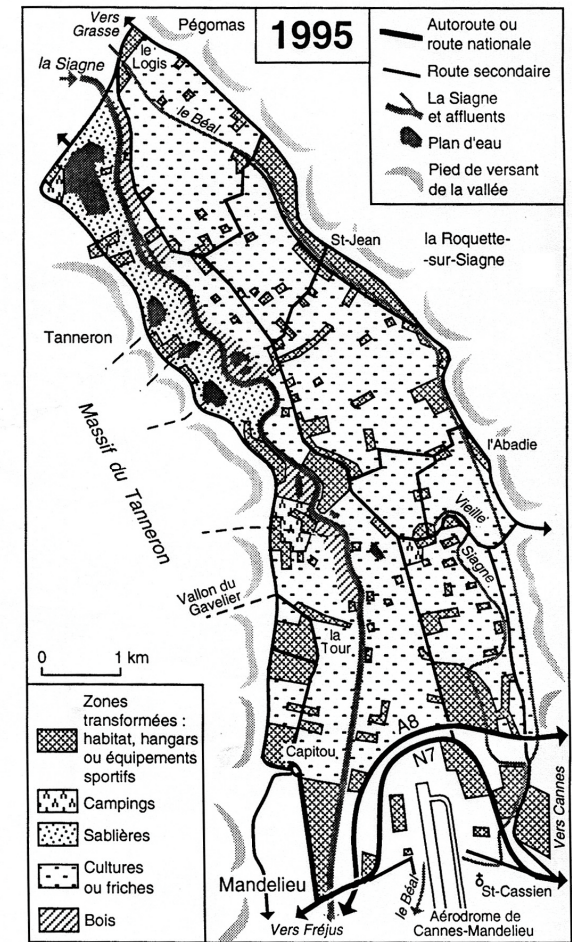 Vers
Grasse
Pégomas
1995
Autoroute ou
route nationale
Route secondaire
La Siagne
et affluents
Plan d'eau
Pied de versant
de la vallée
le
Logis
la Siagne
le Béal
St-Jean
la Roquette-
-sur-Siagne
Tanneron
Massif du Tanneron
l'Abadie
Vieille
Siagne
Vallon du
Gavelier
la
Tour
0 1 km
Zones
transformées :
habitat, hangars
ou équipements
sportifs
Campings
Sablières
Cultures
ou friches
Bois
Capitou
A8
N7
Vers Cannes
Mandelieu
Vers Fréjus
le Béal
St-Cassien
Aérodrome de
Cannes-Mandelieu